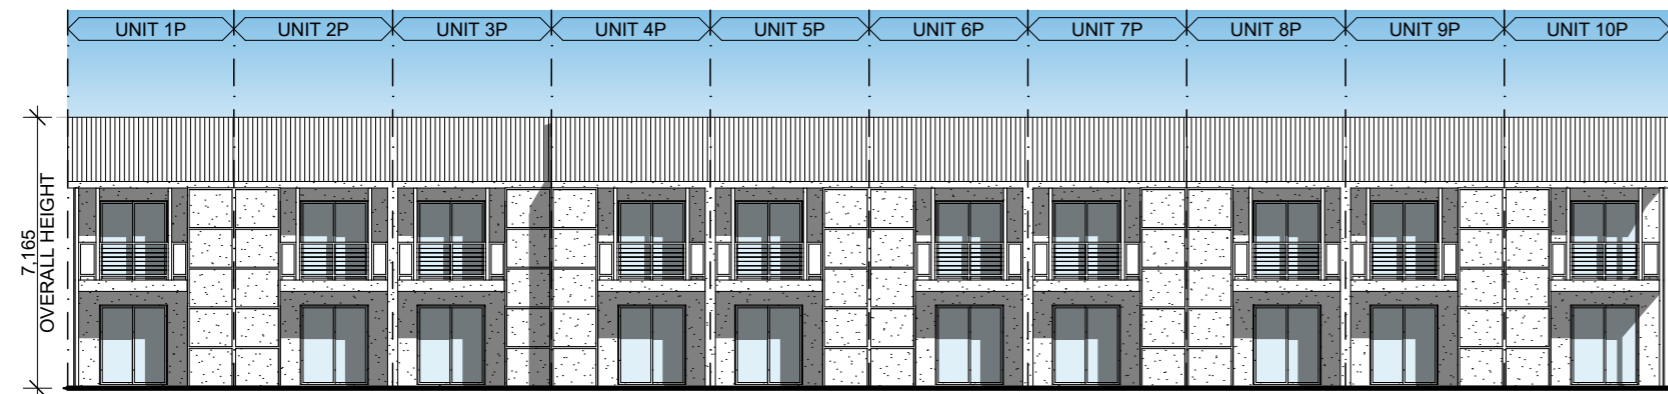 UNIT 1P
UNIT 2P
UNIT 3P
UNIT 4P
UNIT 5P
UNIT 6P
UNIT 7P
UNIT 8P
UNIT 9P
UNIT 10P
7,165
OVERALL HEIGHT